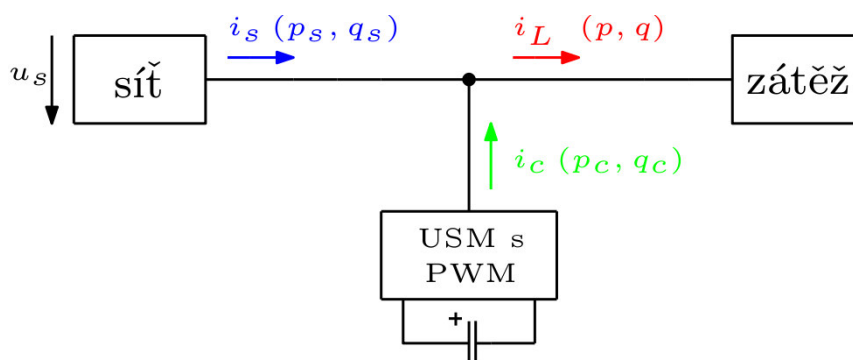 i_s (p_s, q_s)
i_L (p, q)
u_s
síť
zátěž
i_c (p_c, q_c)
USM s
PWM
+